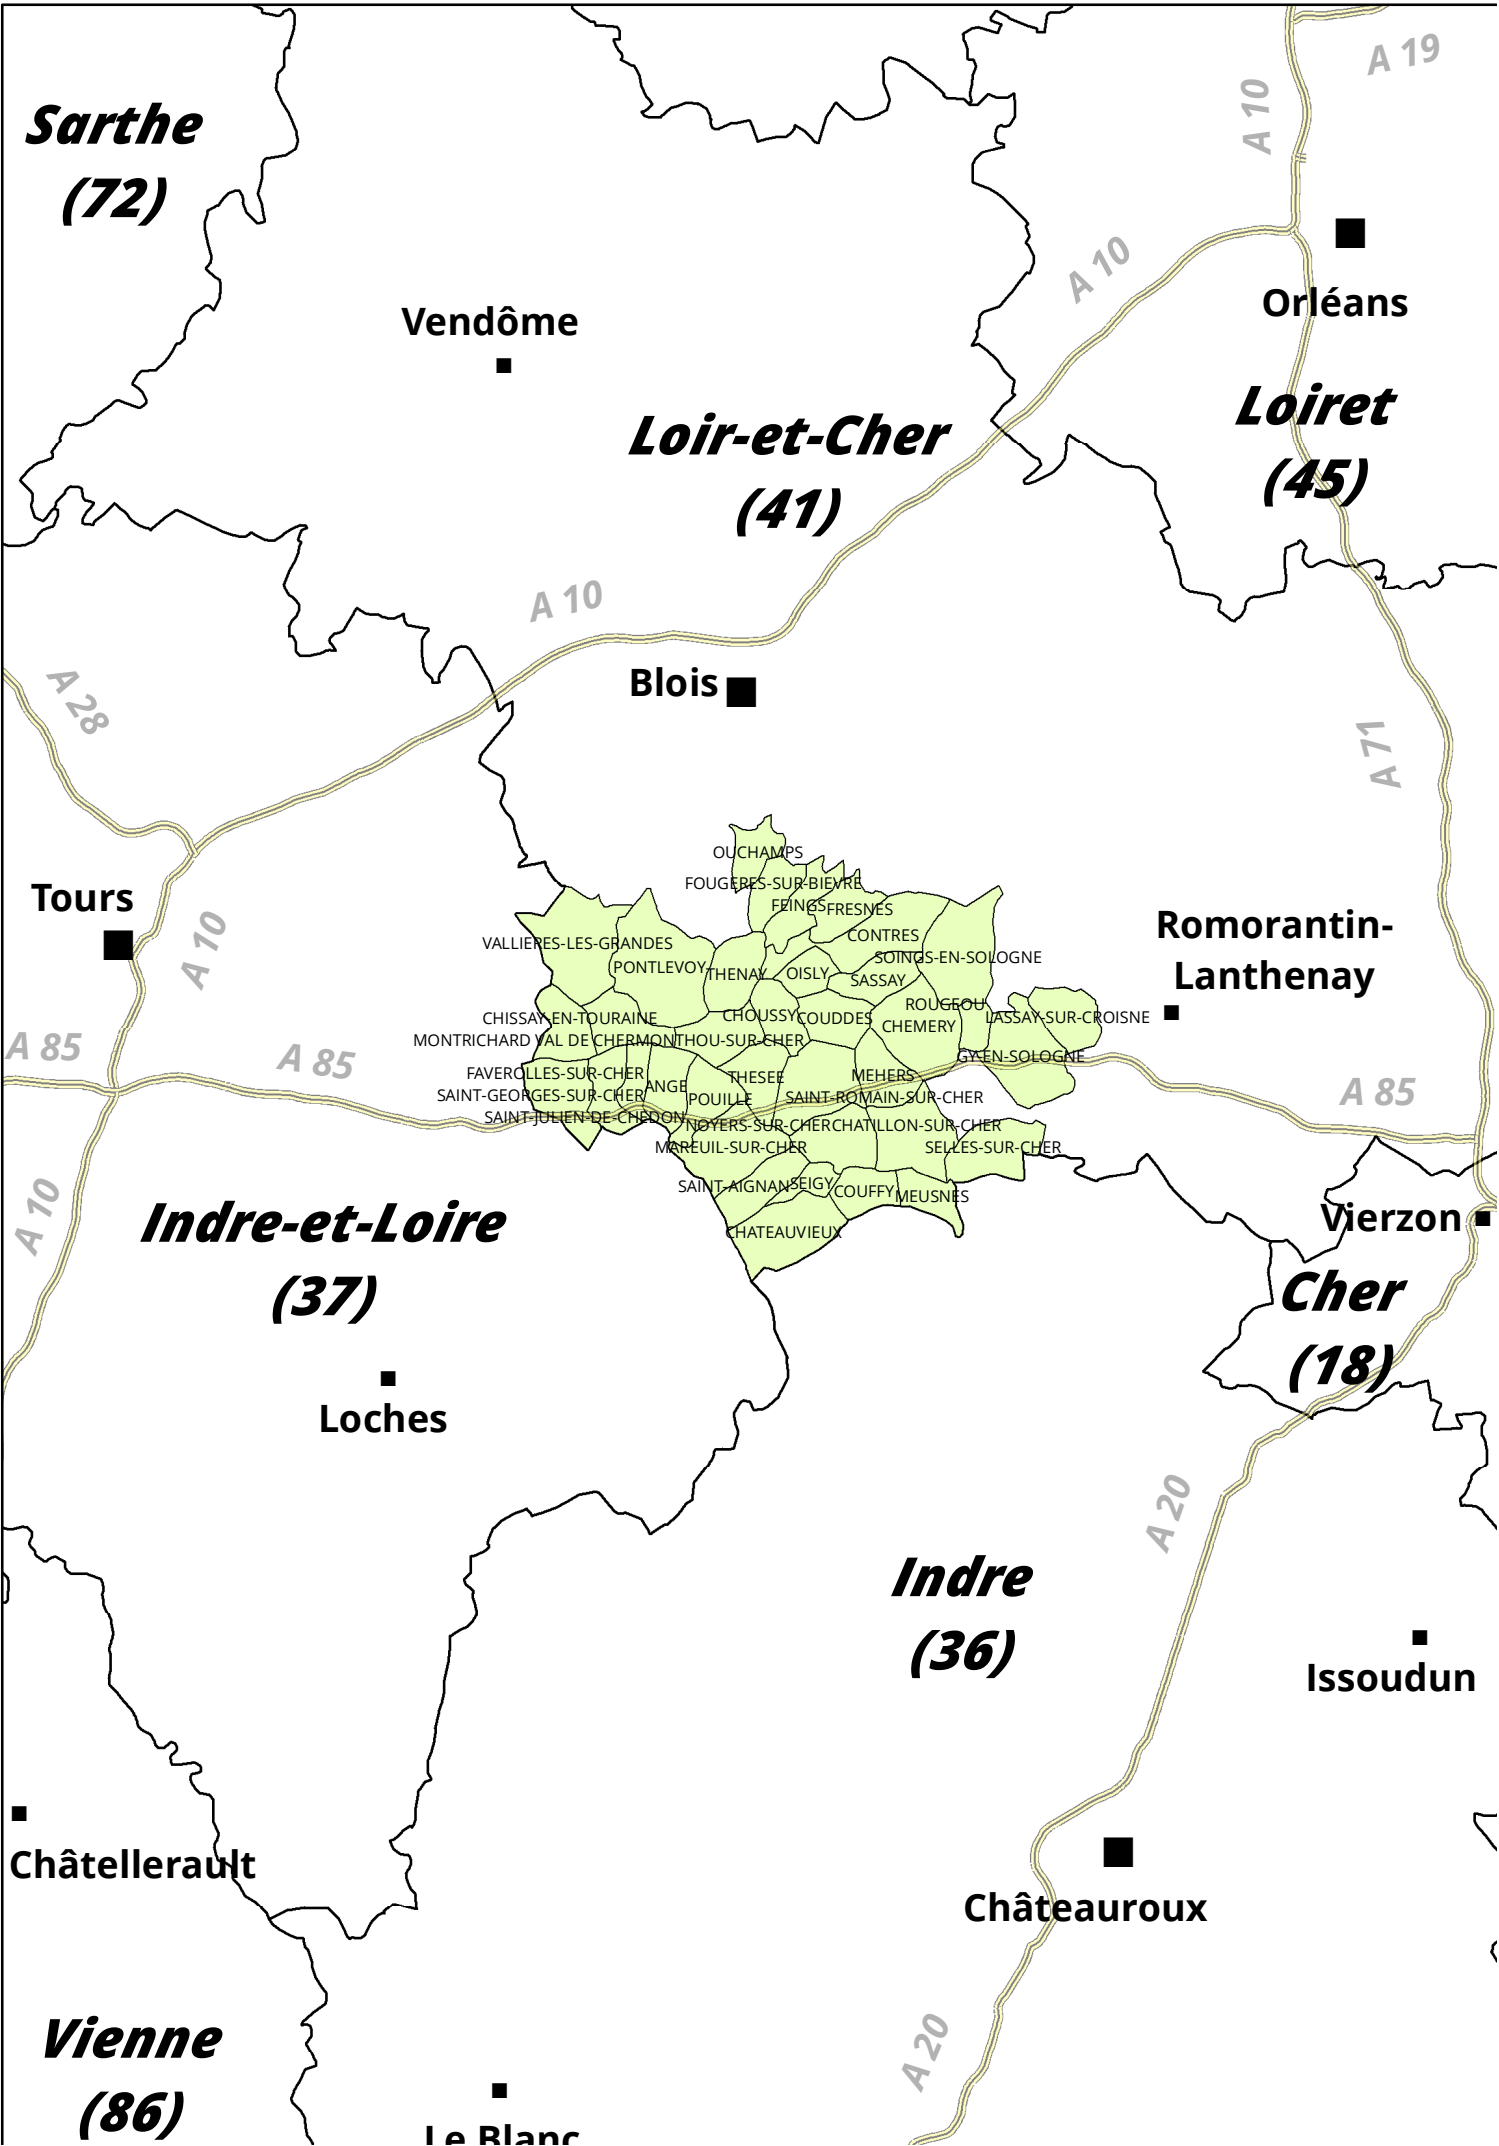 A 19
A 10
Sarthe
(72)
Orléans
A 10
Vendôme
Loiret
(45)
Loir-et-Cher
(41)
A 10
Blois
A 28
A 71
OUCHAMPS
FOUGERES-SUR-BIEVRE
FEINGS
FRESNES
Tours
A 10
Romorantin-
Lanthenay
CONTRES
VALLIERES-LES-GRANDES
SOINGS-EN-SOLOGNE
PONTLEVOY
THENAY
OISLY
SASSAY
ROUGEOU
CHISSAY-EN-TOURAINE
CHOUSSY
COUDDES
LASSAY-SUR-CROISNE
CHEMERY
MONTRICHARD VAL DE CHER
MONTHOU-SUR-CHER
A 85
A 85
GY-EN-SOLOGNE
FAVEROLLES-SUR-CHER
THESEE
MEHERS
ANGE
A 85
SAINT-GEORGES-SUR-CHER
POUILLE
SAINT-ROMAIN-SUR-CHER
SAINT-JULIEN-DE-CHEDON
NOYERS-SUR-CHER
CHATILLON-SUR-CHER
MAREUIL-SUR-CHER
SELLES-SUR-CHER
SAINT-AIGNAN
SEIGY
COUFFY
MEUSNES
CHATEAUVIEUX
A 10
Indre-et-Loire
(37)
Vierzon
Cher
(18)
Loches
A 20
Indre
(36)
Issoudun
Châtellerault
Châteauroux
Vienne
(86)
A 20
Le Blanc